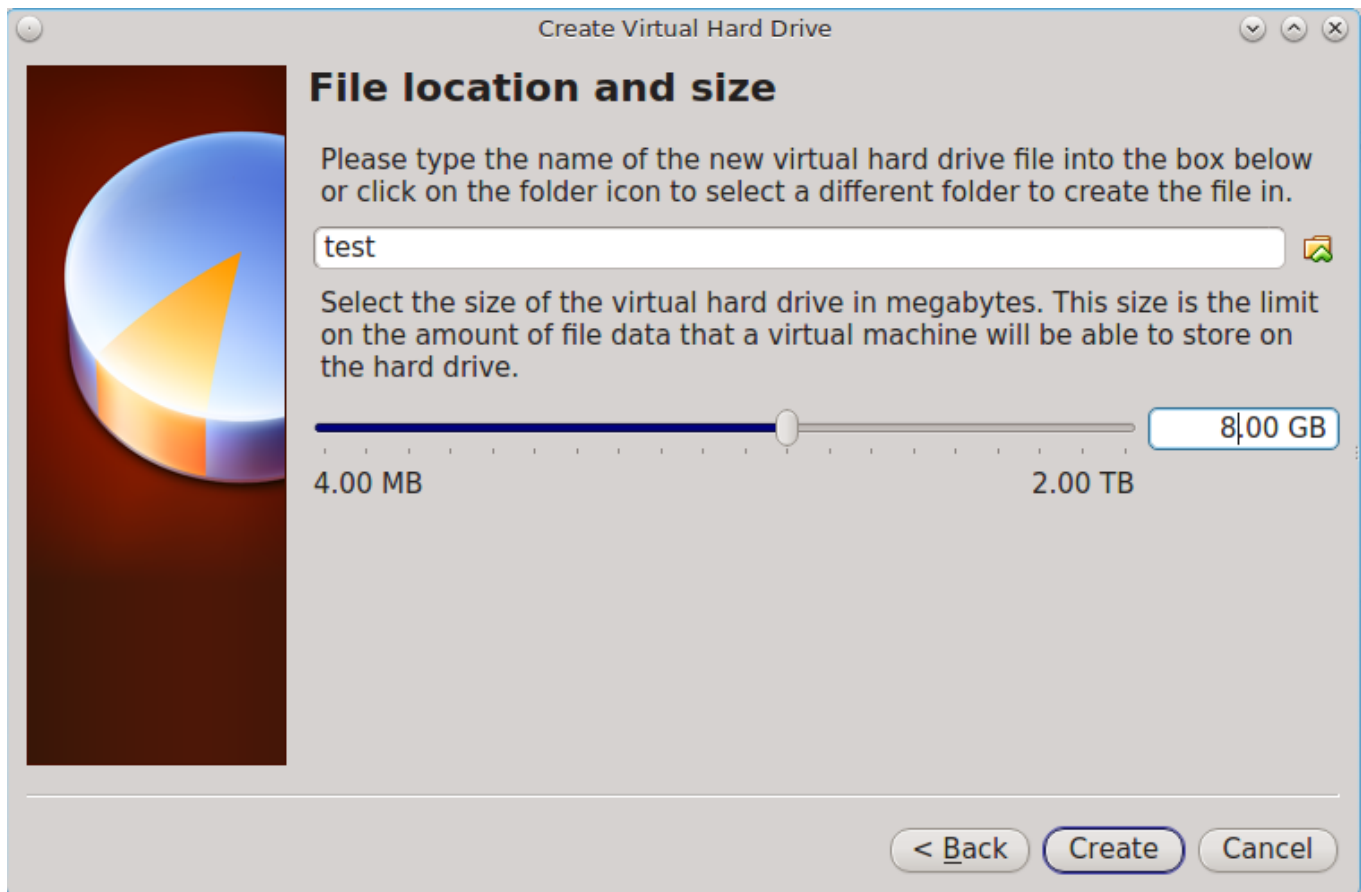 Create Virtual Hard Drive
File location and size
Please type the name of the new virtual hard drive file into the box below
or click on the folder icon to select a different folder to create the file in.
test
Select the size of the virtual hard drive in megabytes. This size is the limit
on the amount of file data that a virtual machine will be able to store on
the hard drive.
8.00 GB
4.00 MB 2.00 TB
< Back Create Cancel